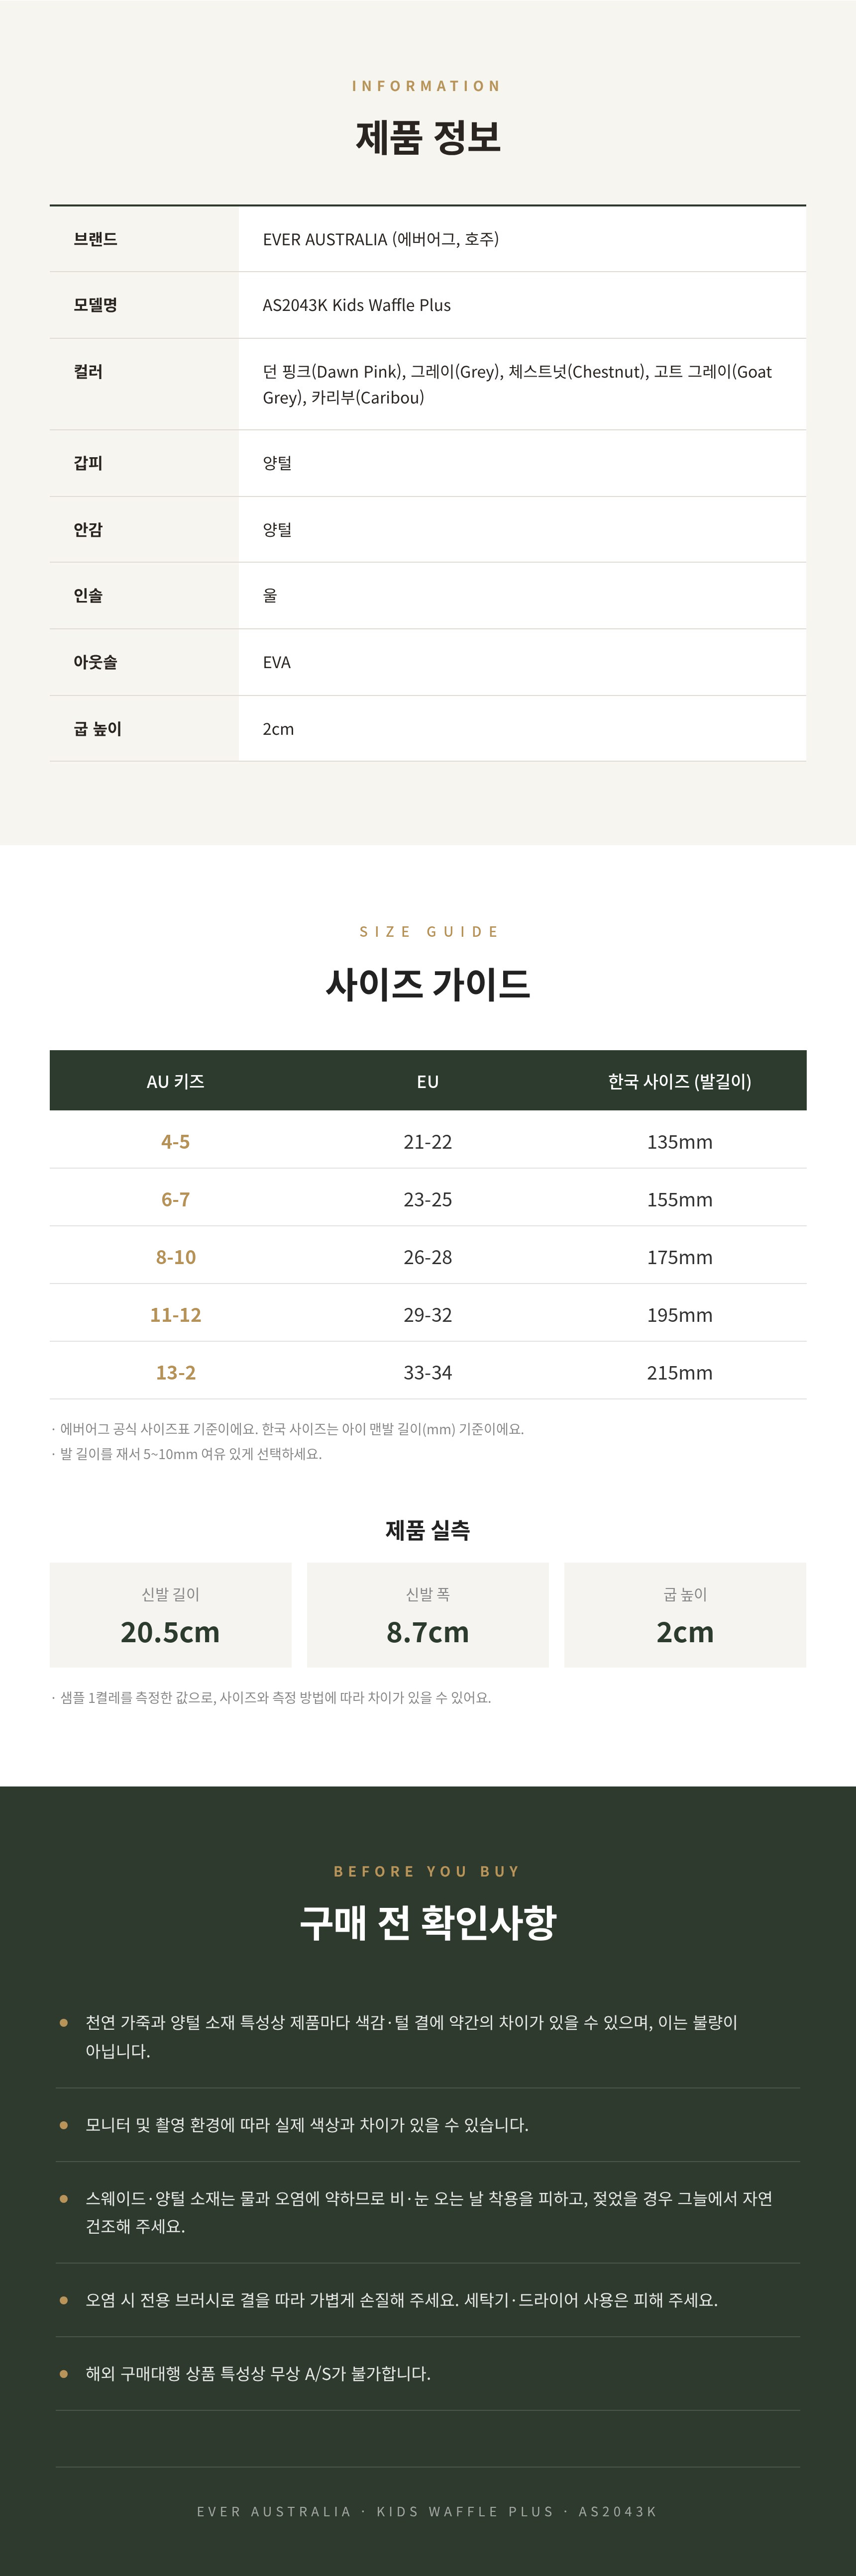 INFORMATION
제품 정보
브랜드
EVER AUSTRALIA (에버어그, 호주)
모델명
AS2043K Kids Waffle Plus
컬러
던 핑크(Dawn Pink), 그레이(Grey), 체스트넛(Chestnut), 고트 그레이(Goat
Grey), 카리부(Caribou)
갑피
양털
안감
양털
인솔
울
아웃솔
EVA
굽 높이
2cm
SIZE GUIDE
사이즈 가이드
AU 키즈 EU 한국 사이즈 (발길이)
4-5 21-22 135mm
6-7 23-25 155mm
8-10 26-28 175mm
11-12 29-32 195mm
13-2 33-34 215mm
· 에버어그 공식 사이즈표 기준이에요. 한국 사이즈는 아이 맨발 길이(mm) 기준이에요.
· 발 길이를 재서 5~10mm 여유 있게 선택하세요.
제품 실측
신발 길이
20.5cm
신발 폭
8.7cm
굽 높이
2cm
· 샘플 1켤레를 측정한 값으로, 사이즈와 측정 방법에 따라 차이가 있을 수 있어요.
BEFORE YOU BUY
구매 전 확인사항
천연 가죽과 양털 소재 특성상 제품마다 색감·털 결에 약간의 차이가 있을 수 있으며, 이는 불량이
아닙니다.
모니터 및 촬영 환경에 따라 실제 색상과 차이가 있을 수 있습니다.
스웨이드·양털 소재는 물과 오염에 약하므로 비·눈 오는 날 착용을 피하고, 젖었을 경우 그늘에서 자연
건조해 주세요.
오염 시 전용 브러시로 결을 따라 가볍게 손질해 주세요. 세탁기·드라이어 사용은 피해 주세요.
해외 구매대행 상품 특성상 무상 A/S가 불가합니다.
EVER AUSTRALIA · KIDS WAFFLE PLUS · AS2043K